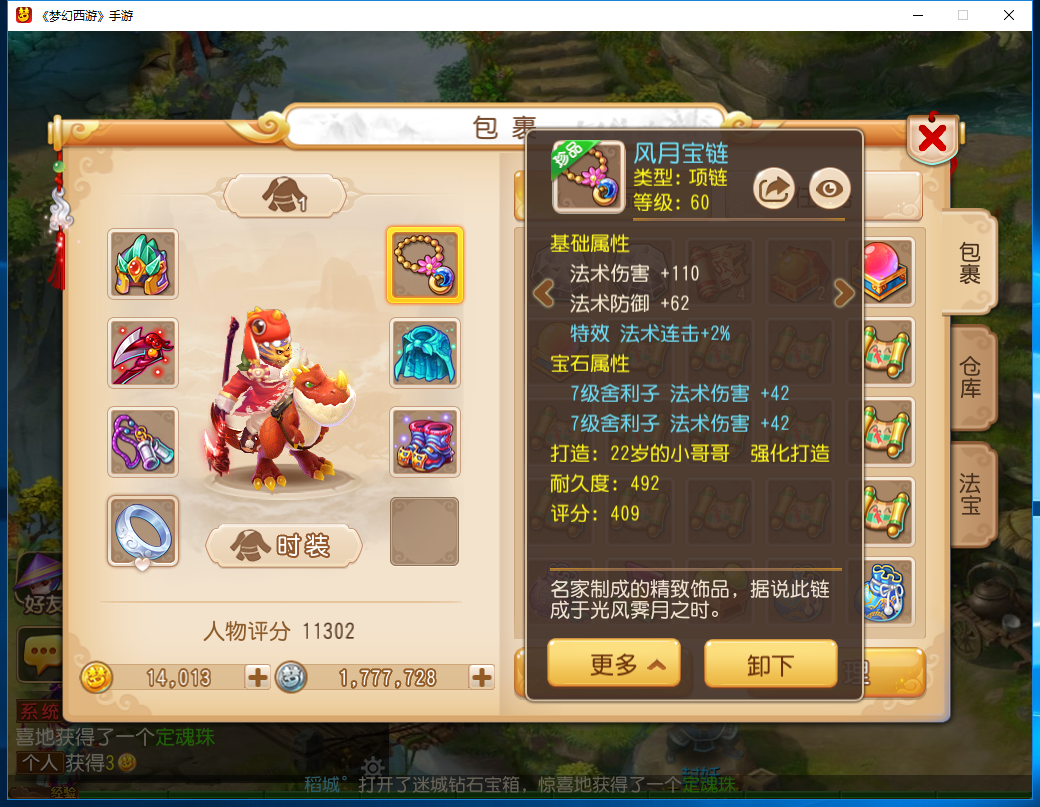 《梦幻西游》手游
包裹
1
珍品
风月宝链
类型：项链
等级：60
基础属性
法术伤害 +110
法术防御 +62
特效 法术连击+2%
宝石属性
7级舍利子 法术伤害 +42
7级舍利子 法术伤害 +42
打造：22岁的小哥哥 强化打造
耐久度：492
评分：409
名家制成的精致饰品，据说此链
成于光风霁月之时。
更多
卸下
理
包裹
仓库
法宝
时装
人物评分 11302
14,013
1,777,728
好友
系统
喜地获得了一个定魂珠
个人 获得3
稻城°打开了迷城钻石宝箱，惊喜地获得了一个定魂珠
经验